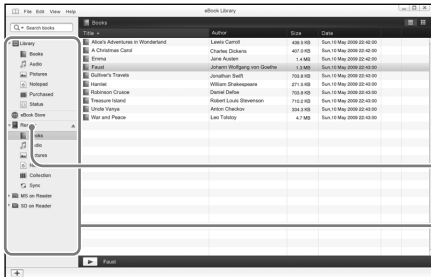 File Edit View Help
eBook Library
Search books
Library
Books
Audio
Pictures
Notepad
Purchased
Status
eBook Store
Books
Pictures
Collection
Sync
MS on Reader
SD on Reader
Books
Title Author Size Date
Alice's Adventures in Wonderland Lewis Carroll 439.5 KB Sun,10 May 2009 22:42:00
A Christmas Carol Charles Dickens 407.0 KB Sun,10 May 2009 22:42:00
Emma Jane Austen 1.4 MB Sun,10 May 2009 22:42:00
Faust Johann Wolfgang von Goethe 1.3 MB Sun,10 May 2009 22:43:00
Gulliver's Travels Jonathan Swift 703.8 KB Sun,10 May 2009 22:43:00
Harriet William Shakespeare 271.5 KB Sun,10 May 2009 22:43:00
Robinson Crusoe Daniel Defoe 703.8 KB Sun,10 May 2009 22:43:00
Treasure Island Robert Louis Stevenson 710.2 KB Sun,10 May 2009 22:43:00
Uncle Vanya Anton Checkov 204.3 KB Sun,10 May 2009 22:43:00
War and Peace Leo Tolstoy 4.7 MB Sun,10 May 2009 22:43:00
Faust